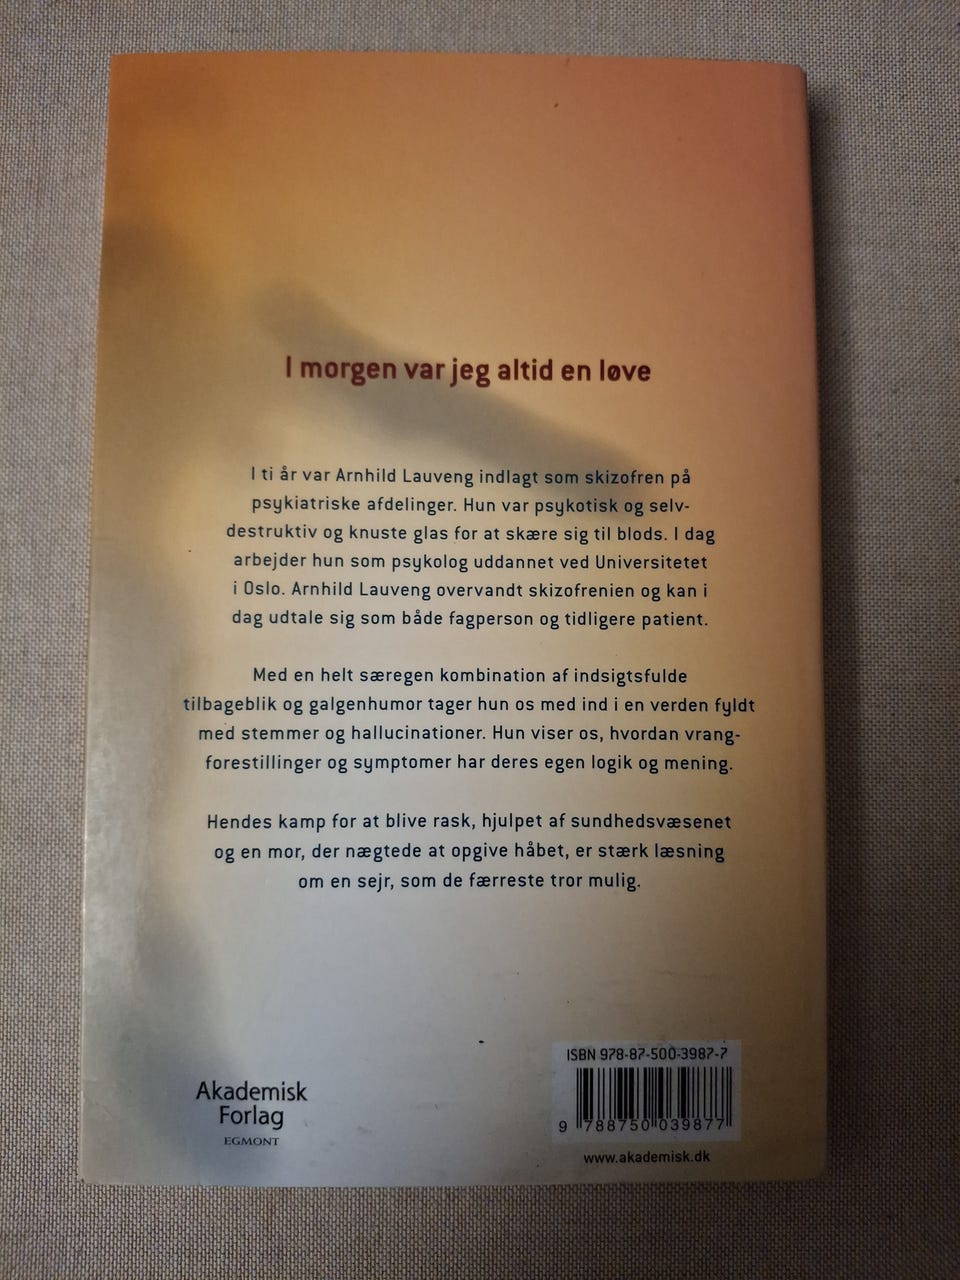 I morgen var jeg altid en løve
I ti år var Arnhild Lauveng indlagt som skizofren på
psykiatriske afdelinger. Hun var psykotisk og selv-
destruktiv og knuste glas for at skære sig til blods. I dag
arbejder hun som psykolog uddannet ved Universitetet
i Oslo. Arnhild Lauveng overvandt skizofrenien og kan i
dag udtale sig som både fagperson og tidligere patient.
Med en helt særegen kombination af indsigtsfulde
tilbageblik og galgenhumor tager hun os med ind i en verden fyldt
med stemmer og hallucinationer. Hun viser os, hvordan vrang-
forestillinger og symptomer har deres egen logik og mening.
Hendes kamp for at blive rask, hjulpet af sundhedsvæsenet
og en mor, der nægtede at opgive håbet, er stærk læsning
om en sejr, som de færreste tror mulig.
Akademisk
Forlag
EGMONT
ISBN 978-87-500-3987-7
9 788750 039877
www.akademisk.dk